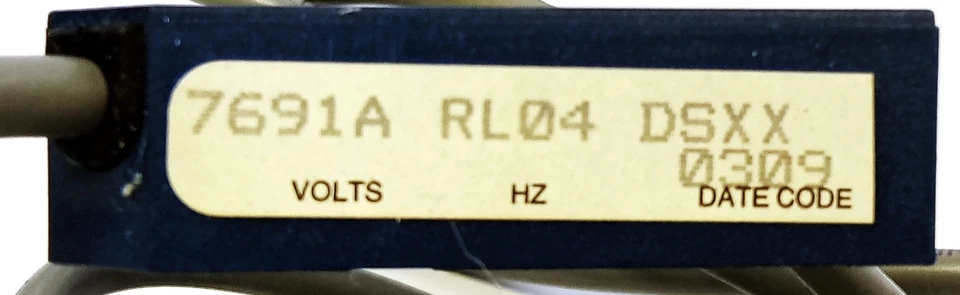 7691A RL04 DSXX
0309
VOLTS HZ DATE CODE